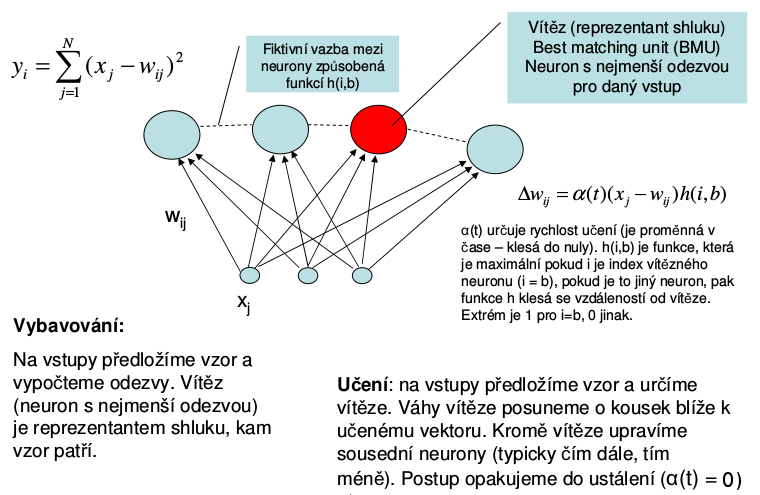 Vítěz (reprezentant shluku)
Best matching unit (BMU)
Neuron s nejmenší odezvou
pro daný vstup
Fiktivní vazba mezi
neurony způsobená
funkcí h(i,b)
y_i = \sum_{j=1}^{N} (x_j − w_{ij})^2
Δw_{ij} = α(t)(x_j − w_{ij})h(i,b)
w_{ij}
α(t) určuje rychlost učení (je proměnná v
čase – klesá do nuly). h(i,b) je funkce, která
je maximální pokud i je index vítězného
neuronu (i = b), pokud je to jiný neuron, pak
funkce h klesá se vzdáleností od vítěze.
Extrém je 1 pro i=b, 0 jinak.
x_j
Vybavování:
Na vstupy předložíme vzor a
vypočteme odezvy. Vítěz
(neuron s nejmenší odezvou)
je reprezentantem shluku, kam
vzor patří.
Učení: na vstupy předložíme vzor a určíme
vítěze. Váhy vítěze posuneme o kousek blíže k
učenému vektoru. Kromě vítěze upravíme
sousední neurony (typicky čím dále, tím
méně). Postup opakujeme do ustálení (α(t) = 0)